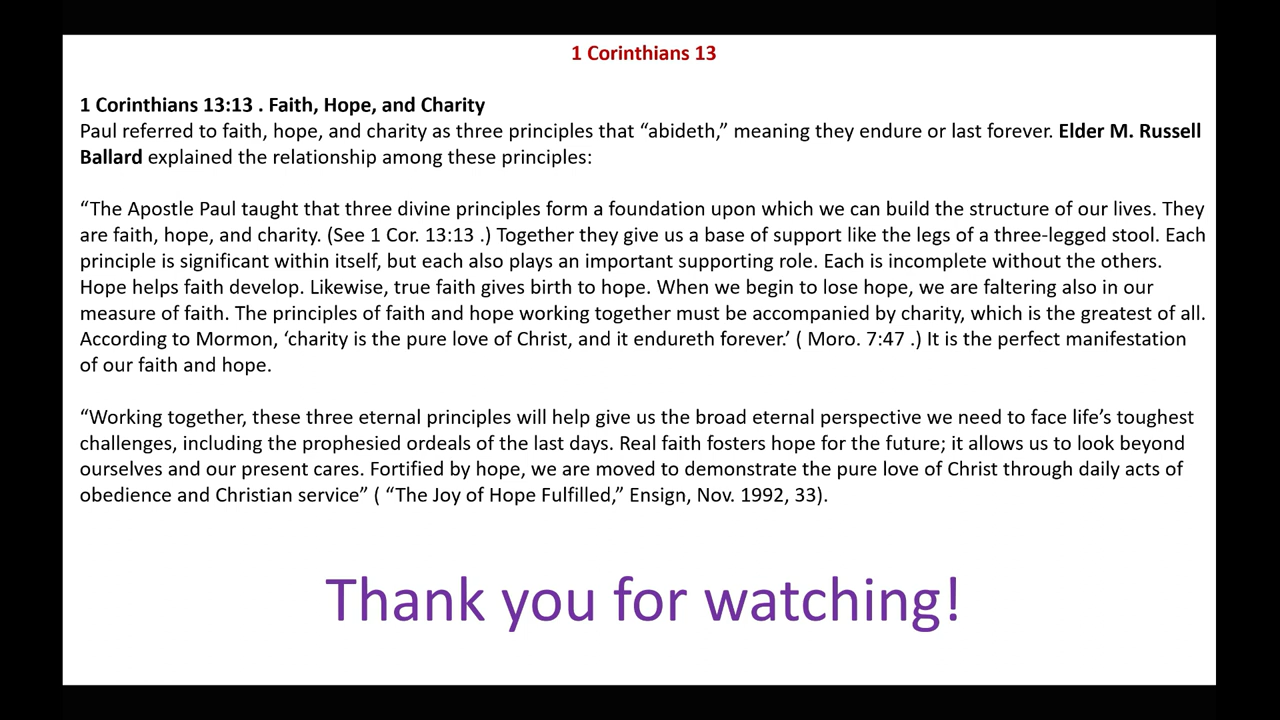 1 Corinthians 13
1 Corinthians 13:13 . Faith, Hope, and Charity
Paul referred to faith, hope, and charity as three principles that “abideth,” meaning they endure or last forever. Elder M. Russell
Ballard explained the relationship among these principles:
“The Apostle Paul taught that three divine principles form a foundation upon which we can build the structure of our lives. They
are faith, hope, and charity. (See 1 Cor. 13:13 .) Together they give us a base of support like the legs of a three-legged stool. Each
principle is significant within itself, but each also plays an important supporting role. Each is incomplete without the others.
Hope helps faith develop. Likewise, true faith gives birth to hope. When we begin to lose hope, we are faltering also in our
measure of faith. The principles of faith and hope working together must be accompanied by charity, which is the greatest of all.
According to Mormon, ‘charity is the pure love of Christ, and it endureth forever.’ ( Moro. 7:47 .) It is the perfect manifestation
of our faith and hope.
“Working together, these three eternal principles will help give us the broad eternal perspective we need to face life’s toughest
challenges, including the prophesied ordeals of the last days. Real faith fosters hope for the future; it allows us to look beyond
ourselves and our present cares. Fortified by hope, we are moved to demonstrate the pure love of Christ through daily acts of
obedience and Christian service” ( “The Joy of Hope Fulfilled,” Ensign, Nov. 1992, 33).
Thank you for watching!